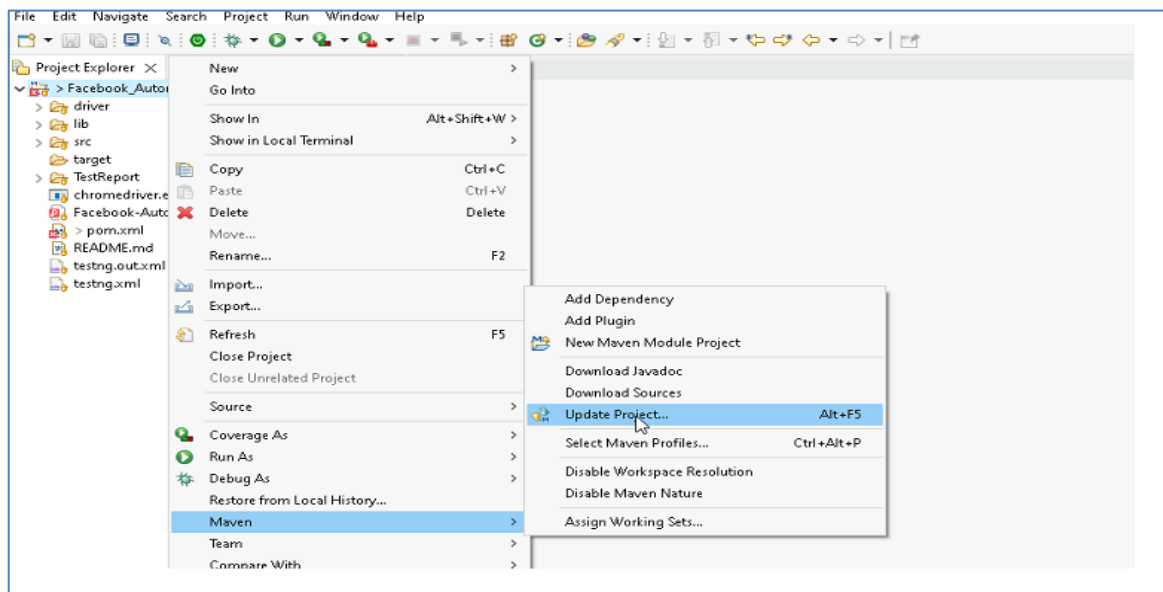 File Edit Navigate Search Project Run Window Help
Project Explorer
> Facebook_Auto
driver
lib
src
target
TestReport
chromedriver.e
Facebook-Auto
> pom.xml
README.md
testng.out.xml
testng.xml
New
Go Into
Show In Alt+Shift+W >
Show in Local Terminal
Copy Ctrl+C
Paste Ctrl+V
Delete Delete
Move...
Rename... F2
Import...
Export...
Refresh F5
Close Project
Close Unrelated Project
Source
Coverage As
Run As
Debug As
Restore from Local History...
Maven
Team
Compare With
Add Dependency
Add Plugin
New Maven Module Project
Download Javadoc
Download Sources
Update Project... Alt+F5
Select Maven Profiles... Ctrl+Alt+P
Disable Workspace Resolution
Disable Maven Nature
Assign Working Sets...